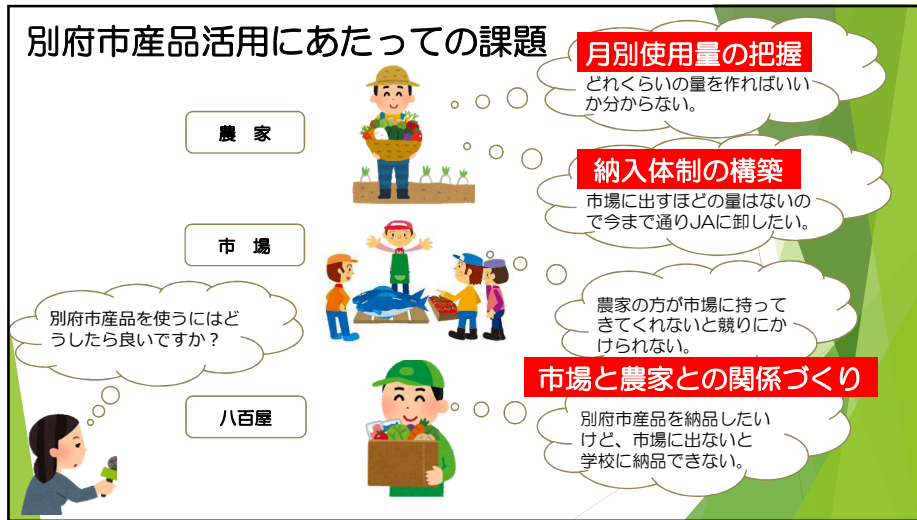 別府市産品活用にあたっての課題
月別使用量の把握
どれくらいの量を作ればいい
か分からない。
農 家
納入体制の構築
市場に出すほどの量はないの
で今まで通りJAに卸したい。
市 場
農家の方が市場に持って
きてくれないと競りにか
けられない。
別府市産品を使うにはど
うしたら良いですか？
市場と農家との関係づくり
八百屋
別府市産品を納品したい
けど、市場に出ないと
学校に納品できない。